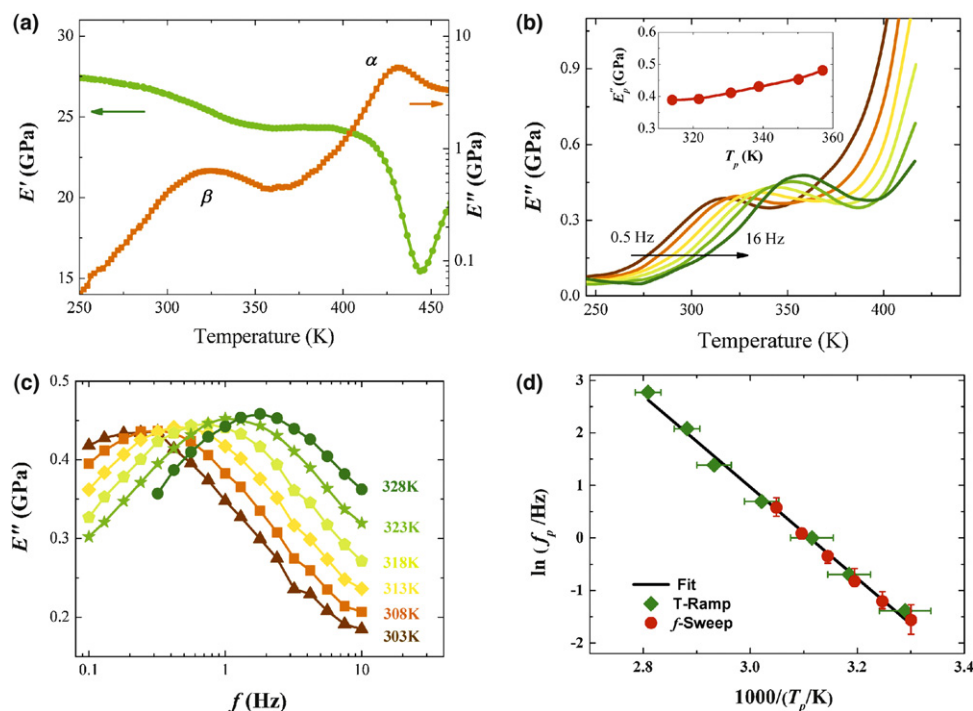 (a)
30
25
20
15
E' (GPa)
10
1
0.1
E" (GPa)
α
β
250 300 350 400 450
Temperature (K)
(b)
0.9
0.6
0.3
0.0
E" (GPa)
0.6
0.5
0.4
0.3
E"p (GPa)
320 340 360
Tp (K)
0.5 Hz
16 Hz
250 300 350 400
Temperature (K)
(c)
0.5
0.4
0.3
0.2
E" (GPa)
328K
323K
318K
313K
308K
303K
0.1 1 10
f (Hz)
(d)
3
2
1
0
-1
-2
ln (fp /Hz)
Fit
T-Ramp
f-Sweep
2.8 3.0 3.2 3.4
1000/(Tp/K)